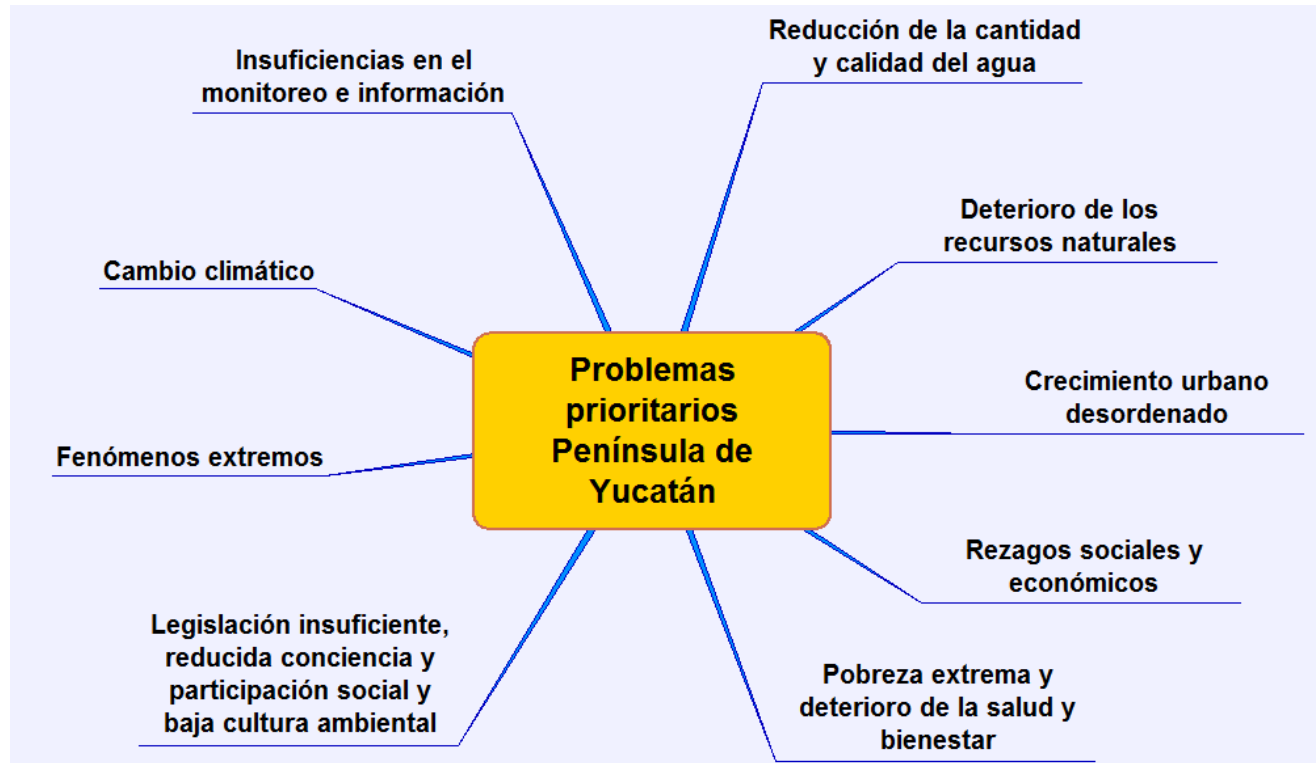 Insuficiencias en el
monitoreo e información
Reducción de la cantidad
y calidad del agua
Deterioro de los
recursos naturales
Cambio climático
Problemas
prioritarios
Península de
Yucatán
Crecimiento urbano
desordenado
Fenómenos extremos
Rezagos sociales y
económicos
Legislación insuficiente,
reducida conciencia y
participación social y
baja cultura ambiental
Pobreza extrema y
deterioro de la salud y
bienestar